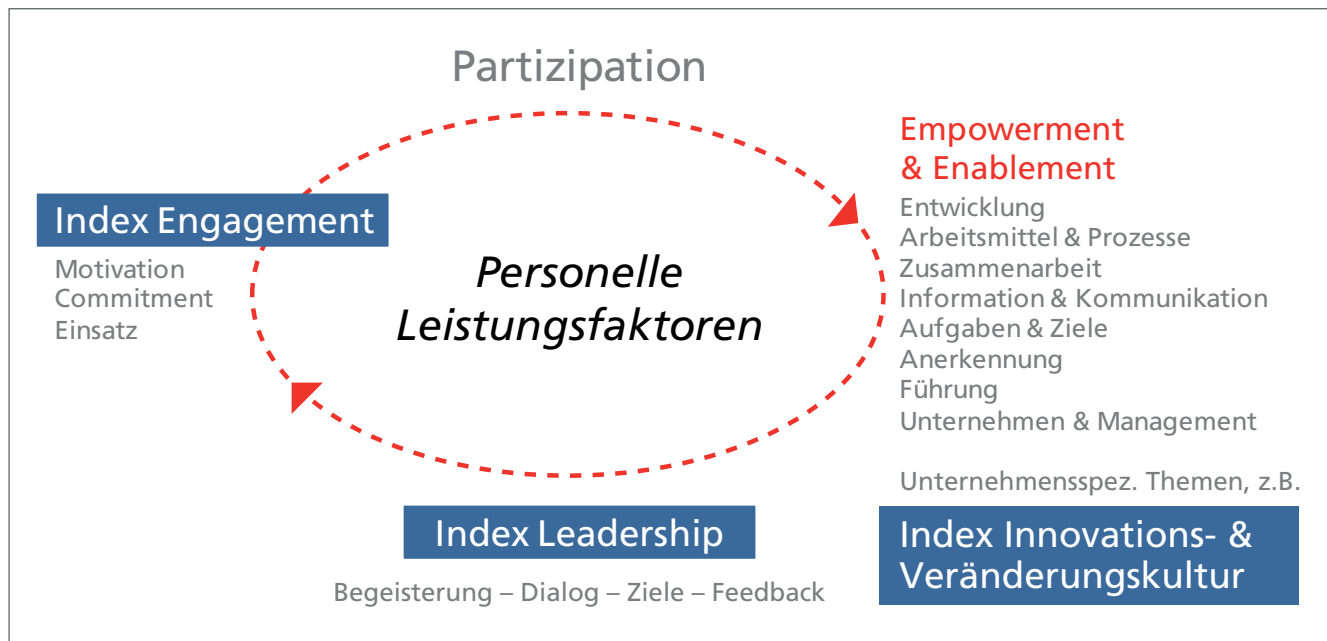 Partizipation
Index Engagement
Motivation
Commitment
Einsatz
Personelle
Leistungsfaktoren
Empowerment
& Enablement
Entwicklung
Arbeitsmittel & Prozesse
Zusammenarbeit
Information & Kommunikation
Aufgaben & Ziele
Anerkennung
Führung
Unternehmen & Management
Unternehmensspez. Themen, z.B.
Index Innovations- &
Veränderungskultur
Index Leadership
Begeisterung – Dialog – Ziele – Feedback